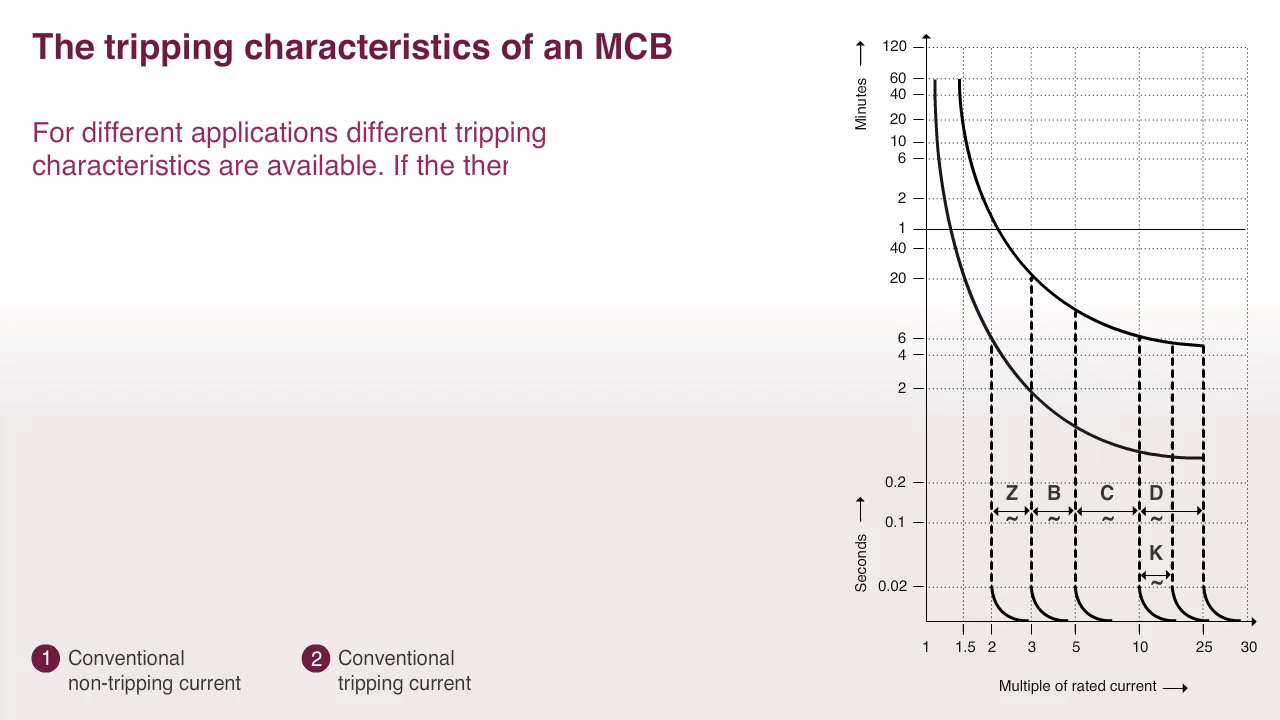 The tripping characteristics of an MCB
For different applications different tripping
characteristics are available. If the
1 Conventional
non-tripping current
2 Conventional
tripping current
Minutes
120
60
40
20
10
6
2
1
40
20
6
4
2
0.2
0.1
0.02
Seconds
Z B C D
~ ~ ~ ~
K
~
1 1.5 2 3 5 10 25 30
Multiple of rated current